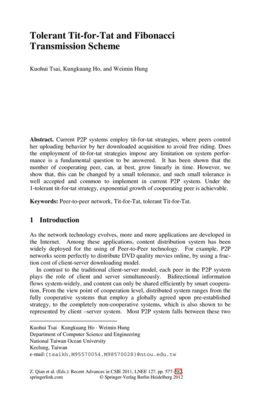 Tolerant Tit-for-Tat and Fibonacci
Transmission Scheme
Kuohui Tsai, Kungkuang Ho, and Weimin Hung
Abstract. Current P2P systems employ tit-for-tat strategies, where peers control
her uploading behavior by her downloaded acquisition to avoid free riding. Does
the employment of tit-for-tat strategies impose any limitation on system perfor-
mance is a fundamental question to be answered. It has been shown that the
number of cooperating peer, can, at best, grow linearly in time. However, we
show that, this can be changed by a small tolerance, and such small tolerance is
well accepted and common to implement in current P2P system. Under the
1-tolerant tit-for-tat strategy, exponential growth of cooperating peer is achievable.
Keywords: Peer-to-peer network, Tit-for-Tat, tolerant Tit-for-Tat.
1 Introduction
As the network technology evolves, more and more applications are developed in
the Internet. Among these applications, content distribution system has been
widely deployed for the using of Peer-to-Peer technology. For example, P2P
networks seem perfectly to distribute DVD quality movies online, by using a frac-
tion cost of client-server downloading model.
In contrast to the traditional client-server model, each peer in the P2P system
plays the role of client and server simultaneously. Bidirectional information
flows system-widely, and content can only be shared efficiently by smart coopera-
tion. From the view point of cooperation level, distributed system ranges from the
fully cooperative systems that employ a globally agreed upon pre-established
strategy, to the completely non-cooperative systems, which is also shown to be
represented by client –server system. Most P2P system falls between these two
Kuohui Tsai · Kungkuang Ho · Weimin Hung
Department of Computer Science and Engineering
National Taiwan Ocean University
Keelung, Taiwan
e-mail:
Z. Qian et al. (Eds.): Recent Advances in CSIE 2011, LNEE 127, pp. 577–582.
springerlink.com © Springer-Verlag Berlin Heidelberg 2012